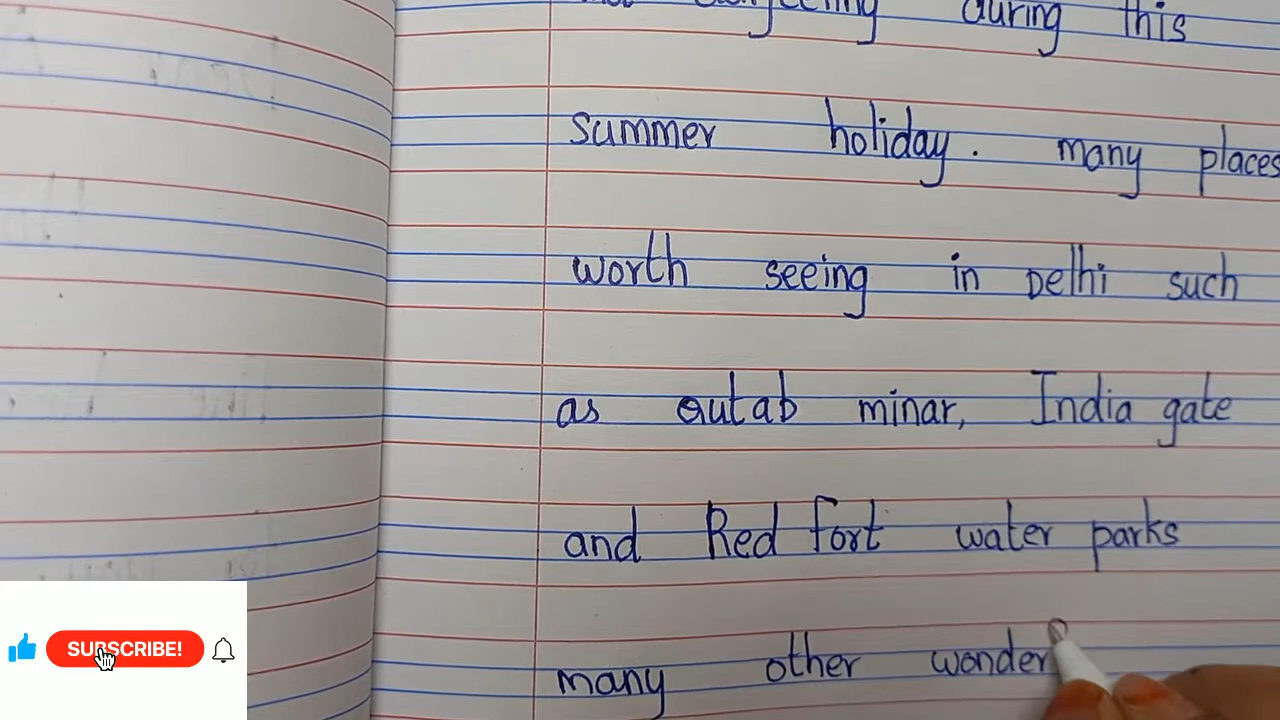 during this
summer holiday. many places
worth seeing in Delhi such
as Qutab minar, India gate
and Red fort water parks
many other wonder
SUBSCRIBE!